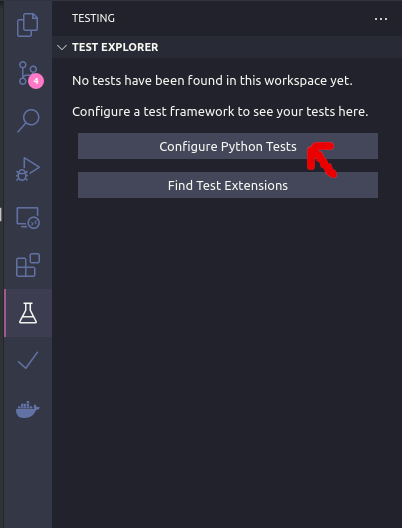 TESTING
TEST EXPLORER
No tests have been found in this workspace yet.
Configure a test framework to see your tests here.
4
Configure Python Tests
Find Test Extensions